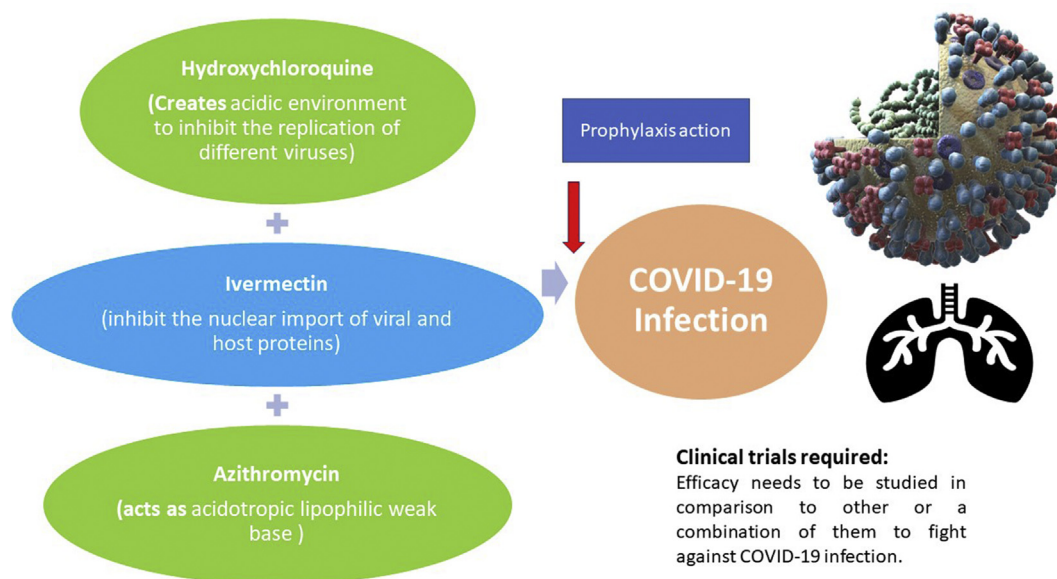 Hydroxychloroquine
(Creates acidic environment
to inhibit the replication of
different viruses)
Prophylaxis action
Ivermectin
(inhibit the nuclear import of viral and
host proteins)
COVID-19
Infection
Azithromycin
(acts as acidotropic lipophilic weak
base )
Clinical trials required:
Efficacy needs to be studied in
comparison to other or a
combination of them to fight
against COVID-19 infection.